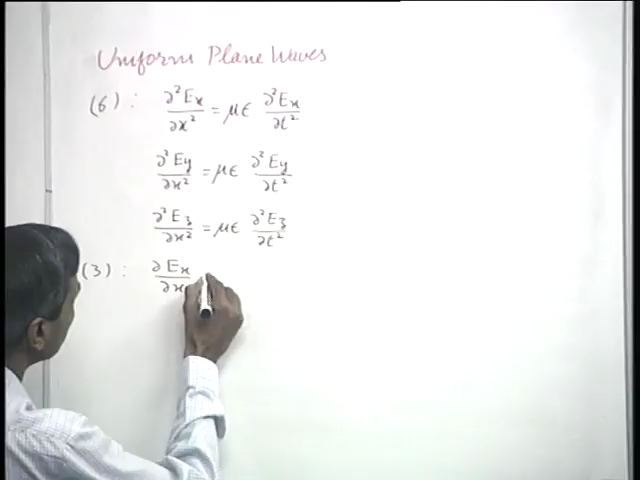 Uniform Plane Waves
(6) : ∂²Ex/∂x² = μϵ ∂²Ex/∂t²
∂²Ey/∂x² = μϵ ∂²Ey/∂t²
∂²Ez/∂x² = μϵ ∂²Ez/∂t²
(3) : ∂Ex/∂x